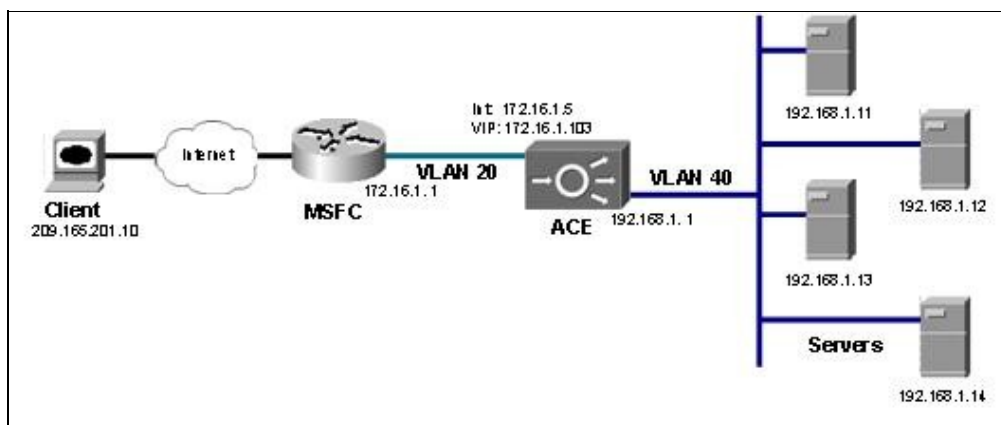 Int: 172.16.1.5
VIP: 172.16.1.103
192.168.1.11
Internet
VLAN 20
VLAN 40
172.16.1.1
Client
209.165.201.10
MSFC
ACE
192.168.1.1
192.168.1.12
192.168.1.13
Servers
192.168.1.14